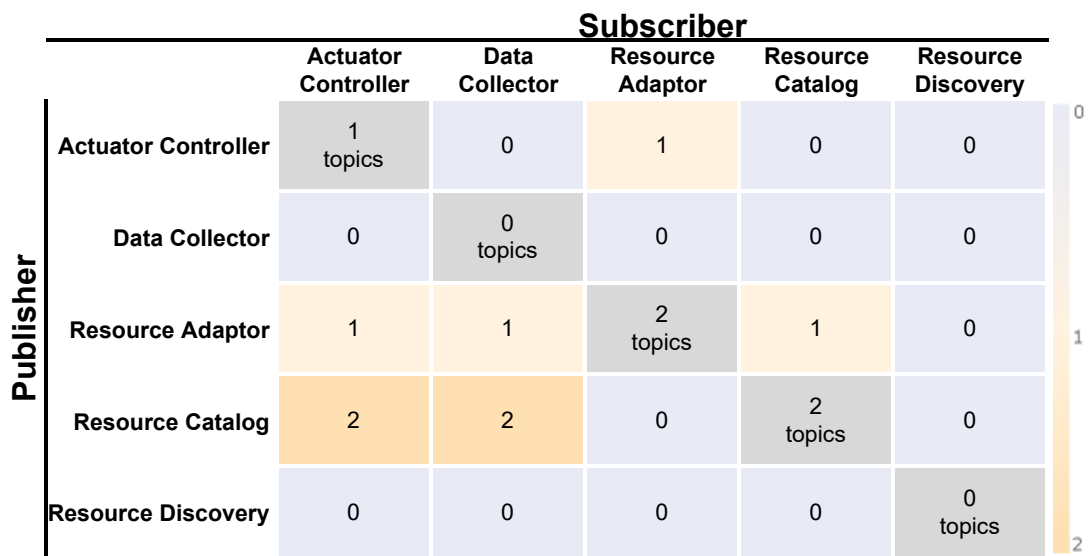 Subscriber
Actuator Controller
Data Collector
Resource Adaptor
Resource Catalog
Resource Discovery
Publisher
Actuator Controller
1 topics
0
1
0
0
Data Collector
0
0 topics
0
0
0
Resource Adaptor
1
1
2 topics
1
0
Resource Catalog
2
2
0
2 topics
0
Resource Discovery
0
0
0
0
0 topics
0
1
2